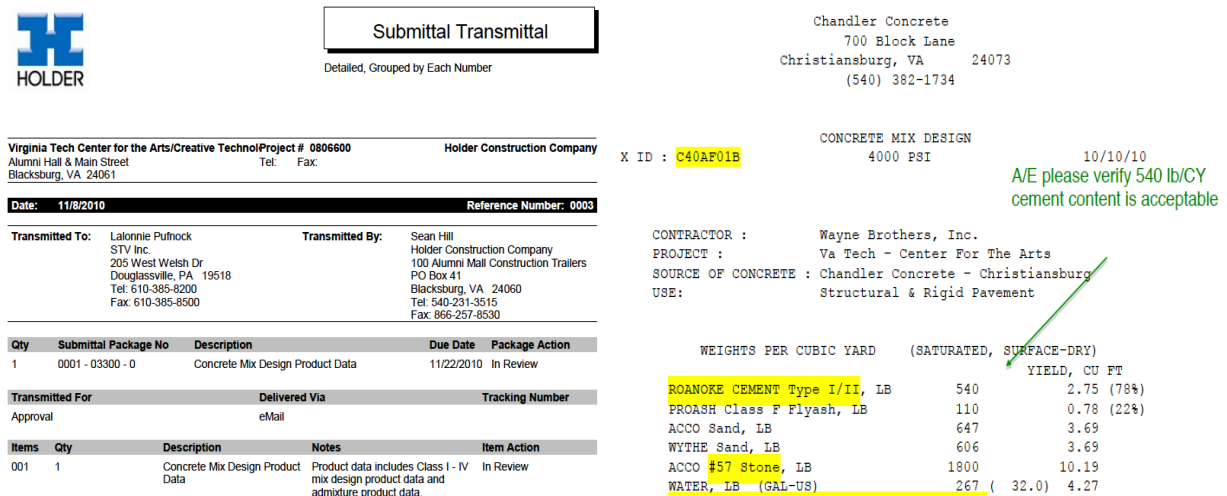 HOLDER
Submittal Transmittal
Detailed, Grouped by Each Number
Virginia Tech Center for the Arts/Creative Technol Project # 0806600 Holder Construction Company
Alumni Hall & Main Street Tel: Fax:
Blacksburg, VA 24061
Date: 11/8/2010 Reference Number: 0003
Transmitted To: Lalonnie Pufnock Transmitted By: Sean Hill
STV Inc. Holder Construction Company
205 West Welsh Dr 100 Alumni Mall Construction Trailers
Douglassville, PA 19518 PO Box 41
Tel: 610-385-8200 Blacksburg, VA 24060
Fax: 610-385-8500 Tel: 540-231-3515
Fax: 866-257-8530
Qty Submittal Package No Description Due Date Package Action
1 0001 - 03300 - 0 Concrete Mix Design Product Data 11/22/2010 In Review
Transmitted For Delivered Via Tracking Number
Approval eMail
Items Qty Description Notes Item Action
001 1 Concrete Mix Design Product Product data includes Class I - IV In Review
Data mix design product data and
admixture product data.
Chandler Concrete
700 Block Lane
Christiansburg, VA 24073
(540) 382-1734
CONCRETE MIX DESIGN
X ID : C40AF01B 4000 PSI 10/10/10
A/E please verify 540 lb/CY
cement content is acceptable
CONTRACTOR : Wayne Brothers, Inc.
PROJECT : Va Tech - Center For The Arts
SOURCE OF CONCRETE : Chandler Concrete - Christiansburg
USE: Structural & Rigid Pavement
WEIGHTS PER CUBIC YARD (SATURATED, SURFACE-DRY)
YIELD, CU FT
ROANOKE CEMENT Type I/II, LB 540 2.75 (78%)
PROASH Class F Flyash, LB 110 0.78 (22%)
ACCO Sand, LB 647 3.69
WYTHE Sand, LB 606 3.69
ACCO #57 Stone, LB 1800 10.19
WATER, LB (GAL-US) 267 ( 32.0) 4.27